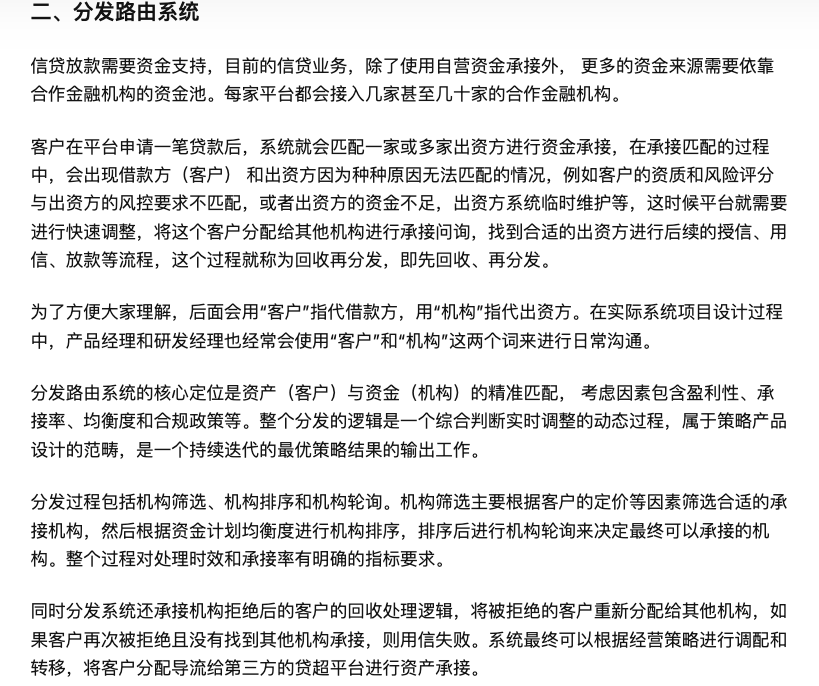 二、分发路由系统
信贷放款需要资金支持，目前的信贷业务，除了使用自营资金承接外， 更多的资金来源需要依靠
合作金融机构的资金池。每家平台都会接入几家甚至几十家的合作金融机构。
客户在平台申请一笔贷款后，系统就会匹配一家或多家出资方进行资金承接，在承接匹配的过程
中，会出现借款方（客户） 和出资方因为种种原因无法匹配的情况，例如客户的资质和风险评分
与出资方的风控要求不匹配，或者出资方的资金不足，出资方系统临时维护等，这时候平台就需要
进行快速调整，将这个客户分配给其他机构进行承接问询，找到合适的出资方进行后续的授信、用
信、放款等流程，这个过程就称为回收再分发，即先回收、再分发。
为了方便大家理解，后面会用“客户”指代借款方，用“机构”指代出资方。在实际系统项目设计过程
中，产品经理和研发经理也经常会使用“客户”和“机构”这两个词来进行日常沟通。
分发路由系统的核心定位是资产（客户）与资金（机构）的精准匹配， 考虑因素包含盈利性、承
接率、均衡度和合规政策等。整个分发的逻辑是一个综合判断实时调整的动态过程，属于策略产品
设计的范畴，是一个持续迭代的最优策略结果的输出工作。
分发过程包括机构筛选、机构排序和机构轮询。机构筛选主要根据客户的定价等因素筛选合适的承
接机构，然后根据资金计划均衡度进行机构排序，排序后进行机构轮询来决定最终可以承接的机
构。整个过程对处理时效和承接率有明确的指标要求。
同时分发系统还承接机构拒绝后的客户的回收处理逻辑，将被拒绝的客户重新分配给其他机构，如
果客户再次被拒绝且没有找到其他机构承接，则用信失败。系统最终可以根据经营策略进行调配和
转移，将客户分配导流给第三方的贷超平台进行资产承接。